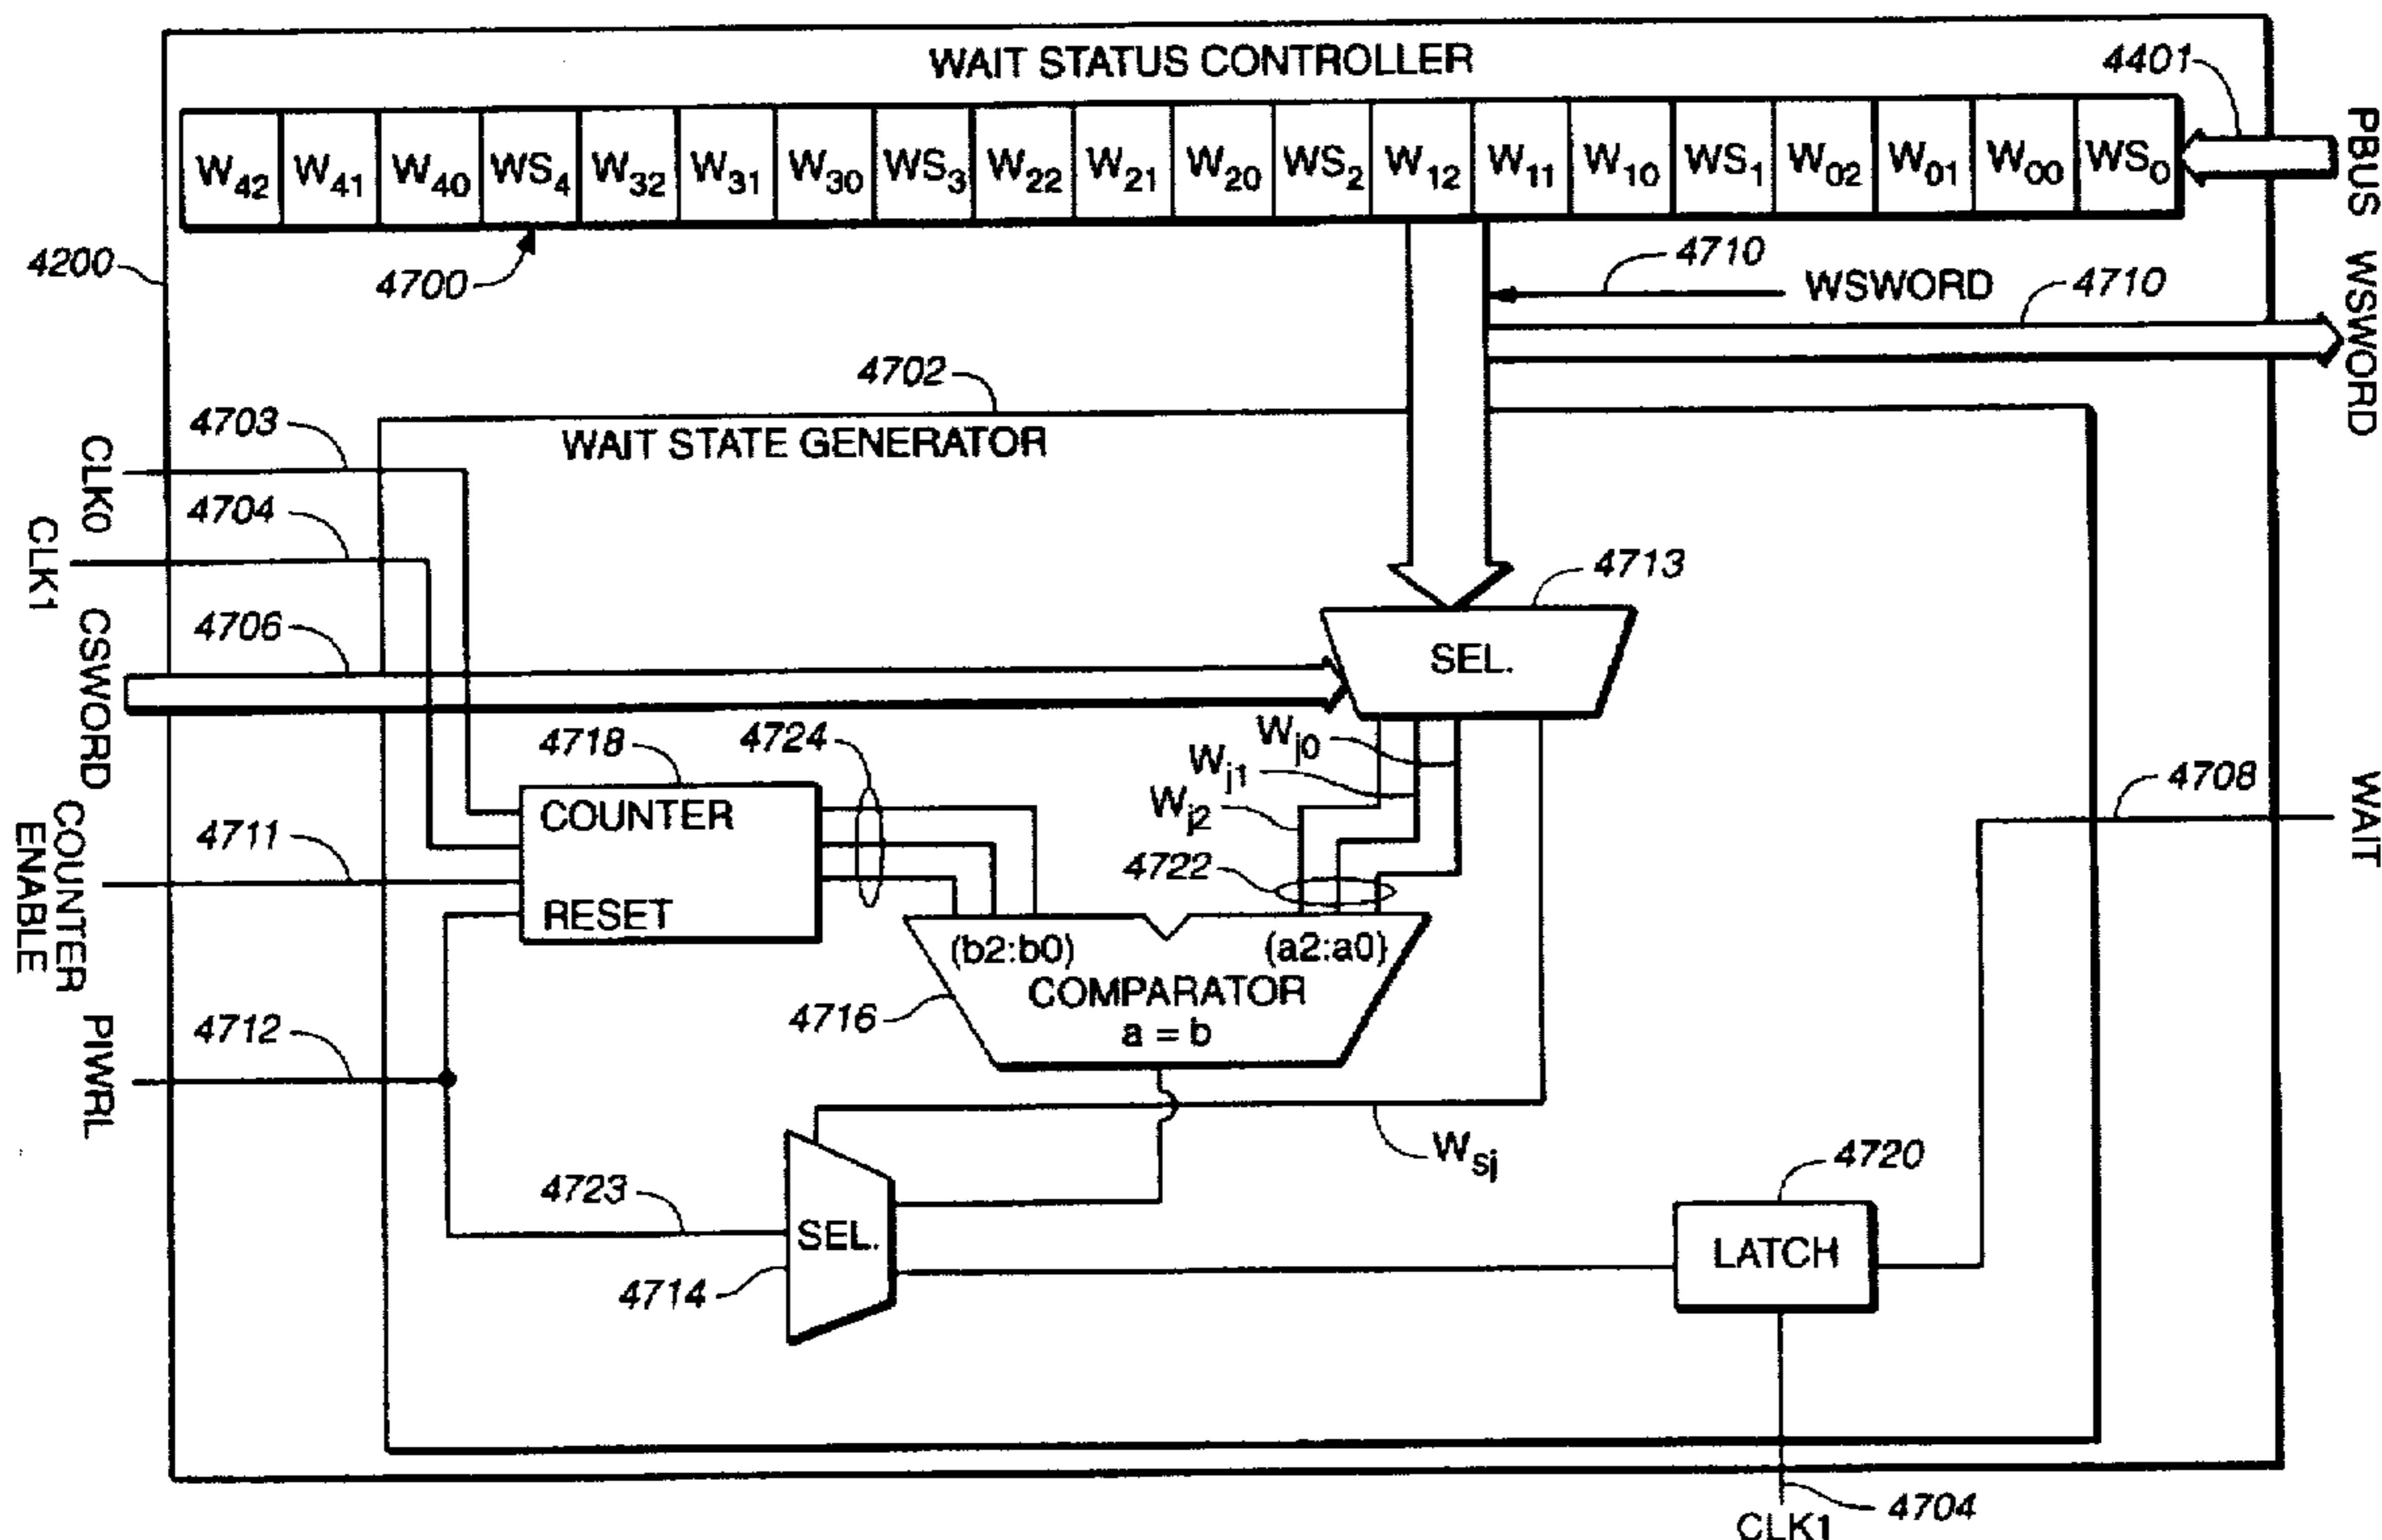 WAIT STATUS CONTROLLER
4401
W42 W41 W40 WS4 W32 W31 W30 WS3 W22 W21 W20 WS2 W12 W11 W10 WS1 W02 W01 W00 WS0
PBUS
4200
4700
4710
WSWORD
4710
WSWORD
4702
WAIT STATE GENERATOR
4703
CLK0
4704
CLK1
4713
SEL.
4706
CSWORD
4718
4724
Wj0
Wj1
Wj2
4708
WAIT
COUNTER
RESET
4711
COUNTER
ENABLE
4722
(b2:b0)
(a2:a0)
COMPARATOR
a = b
4716
4712
PIWRL
Wsj
4723
SEL.
4714
4720
LATCH
4704
CLK1